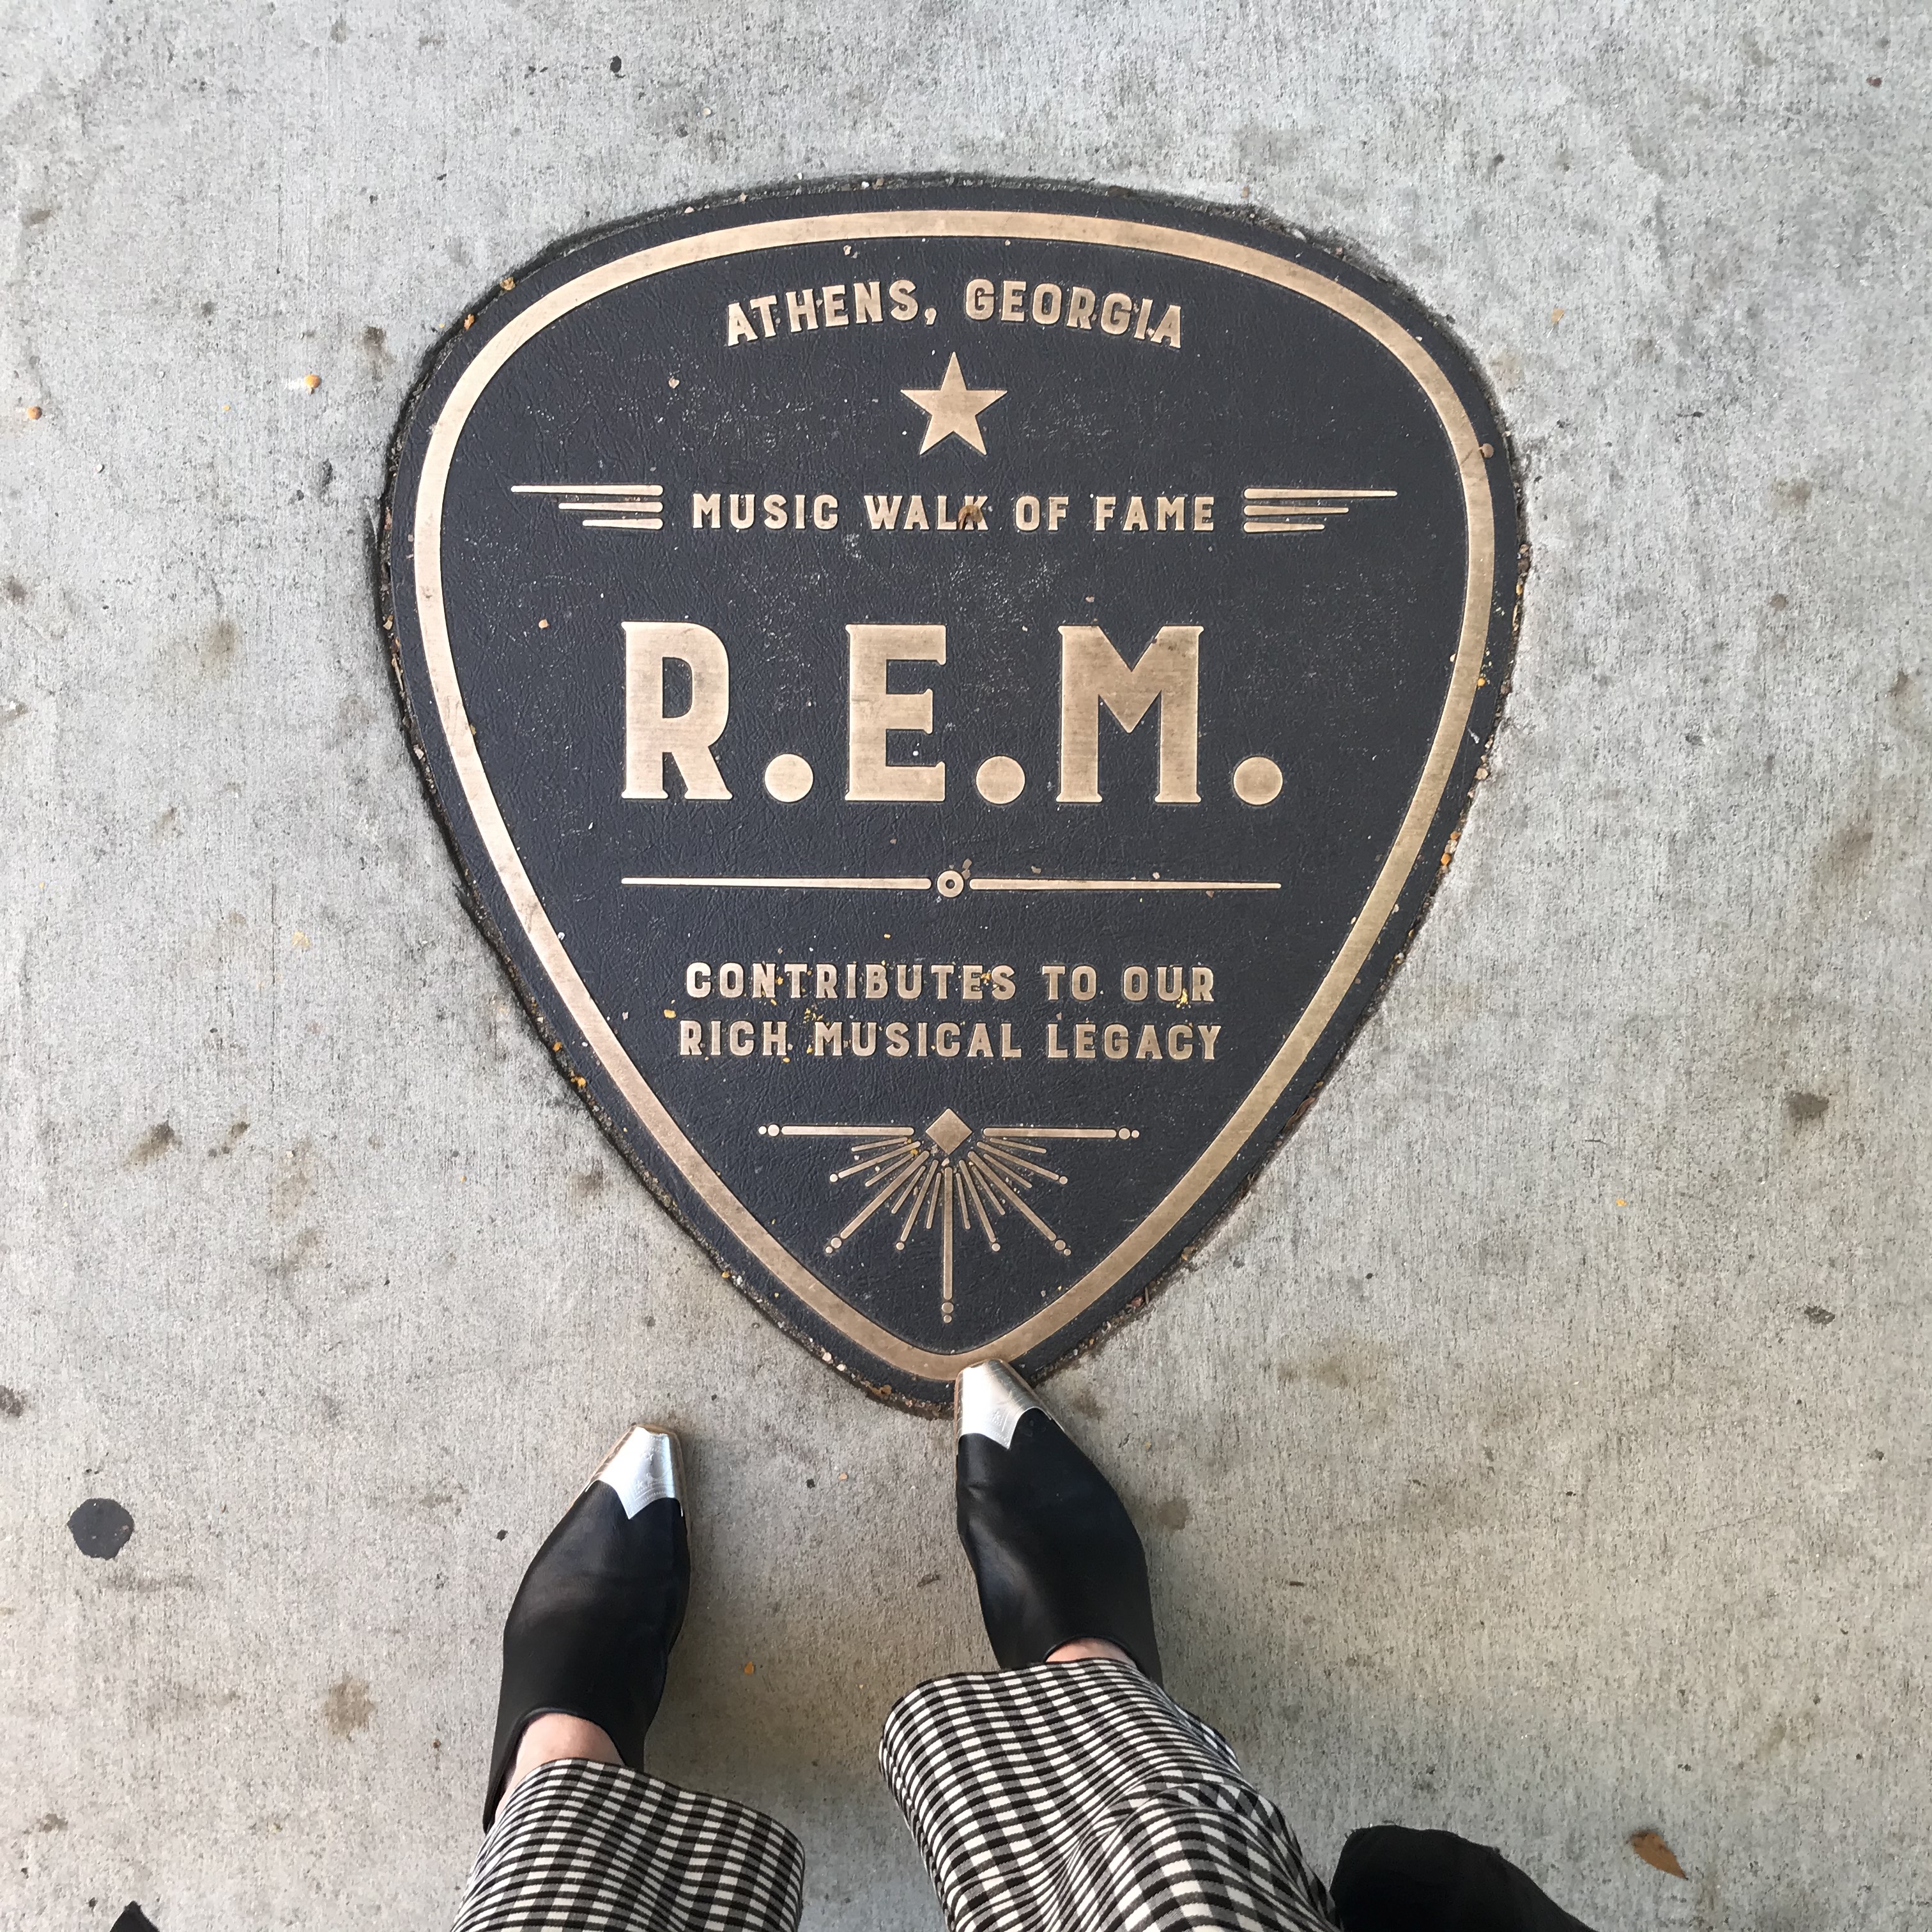 ATHENS, GEORGIA
MUSIC WALK OF FAME
R.E.M.
CONTRIBUTES TO OUR
RICH MUSICAL LEGACY